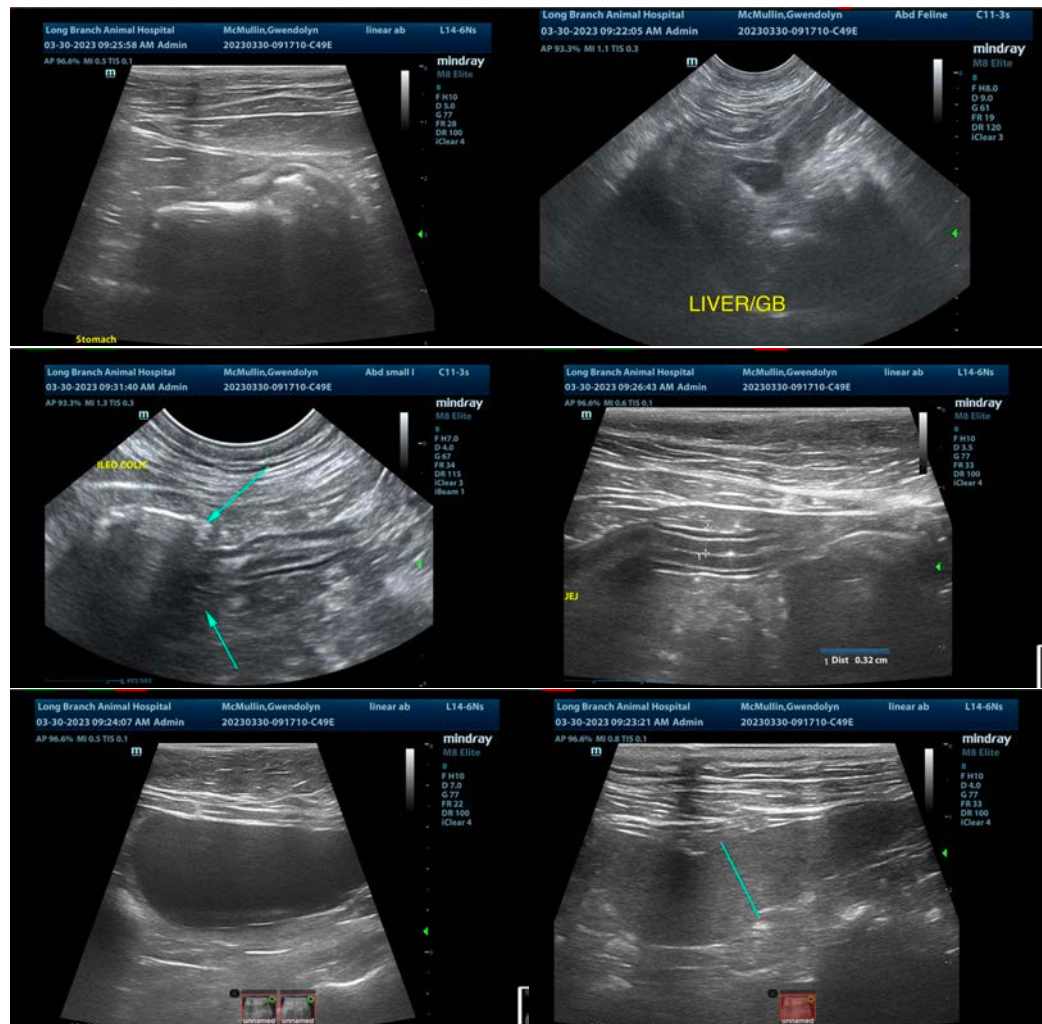 Long Branch Animal Hospital McMullin,Gwendolyn linear ab L14-6Ns
03-30-2023 09:25:58 AM Admin 20230330-091710-C49E
AP 96.6% MI 0.5 TIS 0.1
m
mindray
M8 Elite
B
F H10
D 5.0
G 77
FR 28
DR 100
iClear 4
Stomach
Long Branch Animal Hospital McMullin,Gwendolyn Abd Feline C11-3s
03-30-2023 09:22:05 AM Admin 20230330-091710-C49E
AP 93.3% MI 1.1 TIS 0.3
m
mindray
M8 Elite
B
F H8.0
D 9.0
G 61
FR 19
DR 120
iClear 3
LIVER/GB
Long Branch Animal Hospital McMullin,Gwendolyn Abd small I C11-3s
03-30-2023 09:31:40 AM Admin 20230330-091710-C49E
AP 93.3% MI 1.3 TIS 0.3
m
mindray
M8 Elite
B
F H7.0
D 4.0
G 67
FR 34
DR 115
iClear 3
iBeam 1
ILEO COLIC
Long Branch Animal Hospital McMullin,Gwendolyn linear ab L14-6Ns
03-30-2023 09:26:43 AM Admin 20230330-091710-C49E
AP 96.6% MI 0.6 TIS 0.1
m
mindray
M8 Elite
B
F H10
D 3.5
G 77
FR 33
DR 100
iClear 4
1
JEJ
1 Dist 0.32 cm
Long Branch Animal Hospital McMullin,Gwendolyn linear ab L14-6Ns
03-30-2023 09:24:07 AM Admin 20230330-091710-C49E
AP 96.6% MI 0.5 TIS 0.1
m
mindray
M8 Elite
B
F H10
D 7.0
G 77
FR 22
DR 100
iClear 4
unnamed unnamed
Long Branch Animal Hospital McMullin,Gwendolyn linear ab L14-6Ns
03-30-2023 09:23:21 AM Admin 20230330-091710-C49E
AP 96.6% MI 0.8 TIS 0.1
m
mindray
M8 Elite
B
F H10
D 4.0
G 77
FR 33
DR 100
iClear 4
unnamed